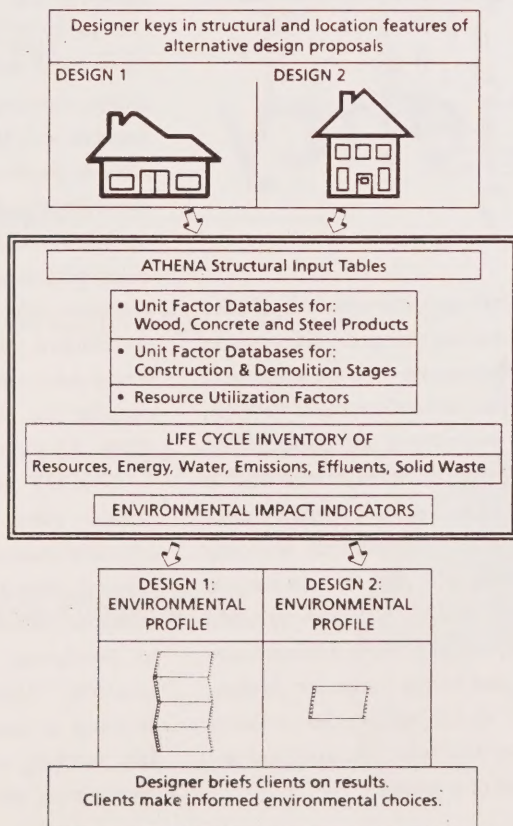 Designer keys in structural and location features of
alternative design proposals
DESIGN 1
DESIGN 2
ATHENA Structural Input Tables
• Unit Factor Databases for:
Wood, Concrete and Steel Products
• Unit Factor Databases for:
Construction & Demolition Stages
• Resource Utilization Factors
LIFE CYCLE INVENTORY OF
Resources, Energy, Water, Emissions, Effluents, Solid Waste
ENVIRONMENTAL IMPACT INDICATORS
DESIGN 1:
ENVIRONMENTAL
PROFILE
DESIGN 2:
ENVIRONMENTAL
PROFILE
Designer briefs clients on results.
Clients make informed environmental choices.